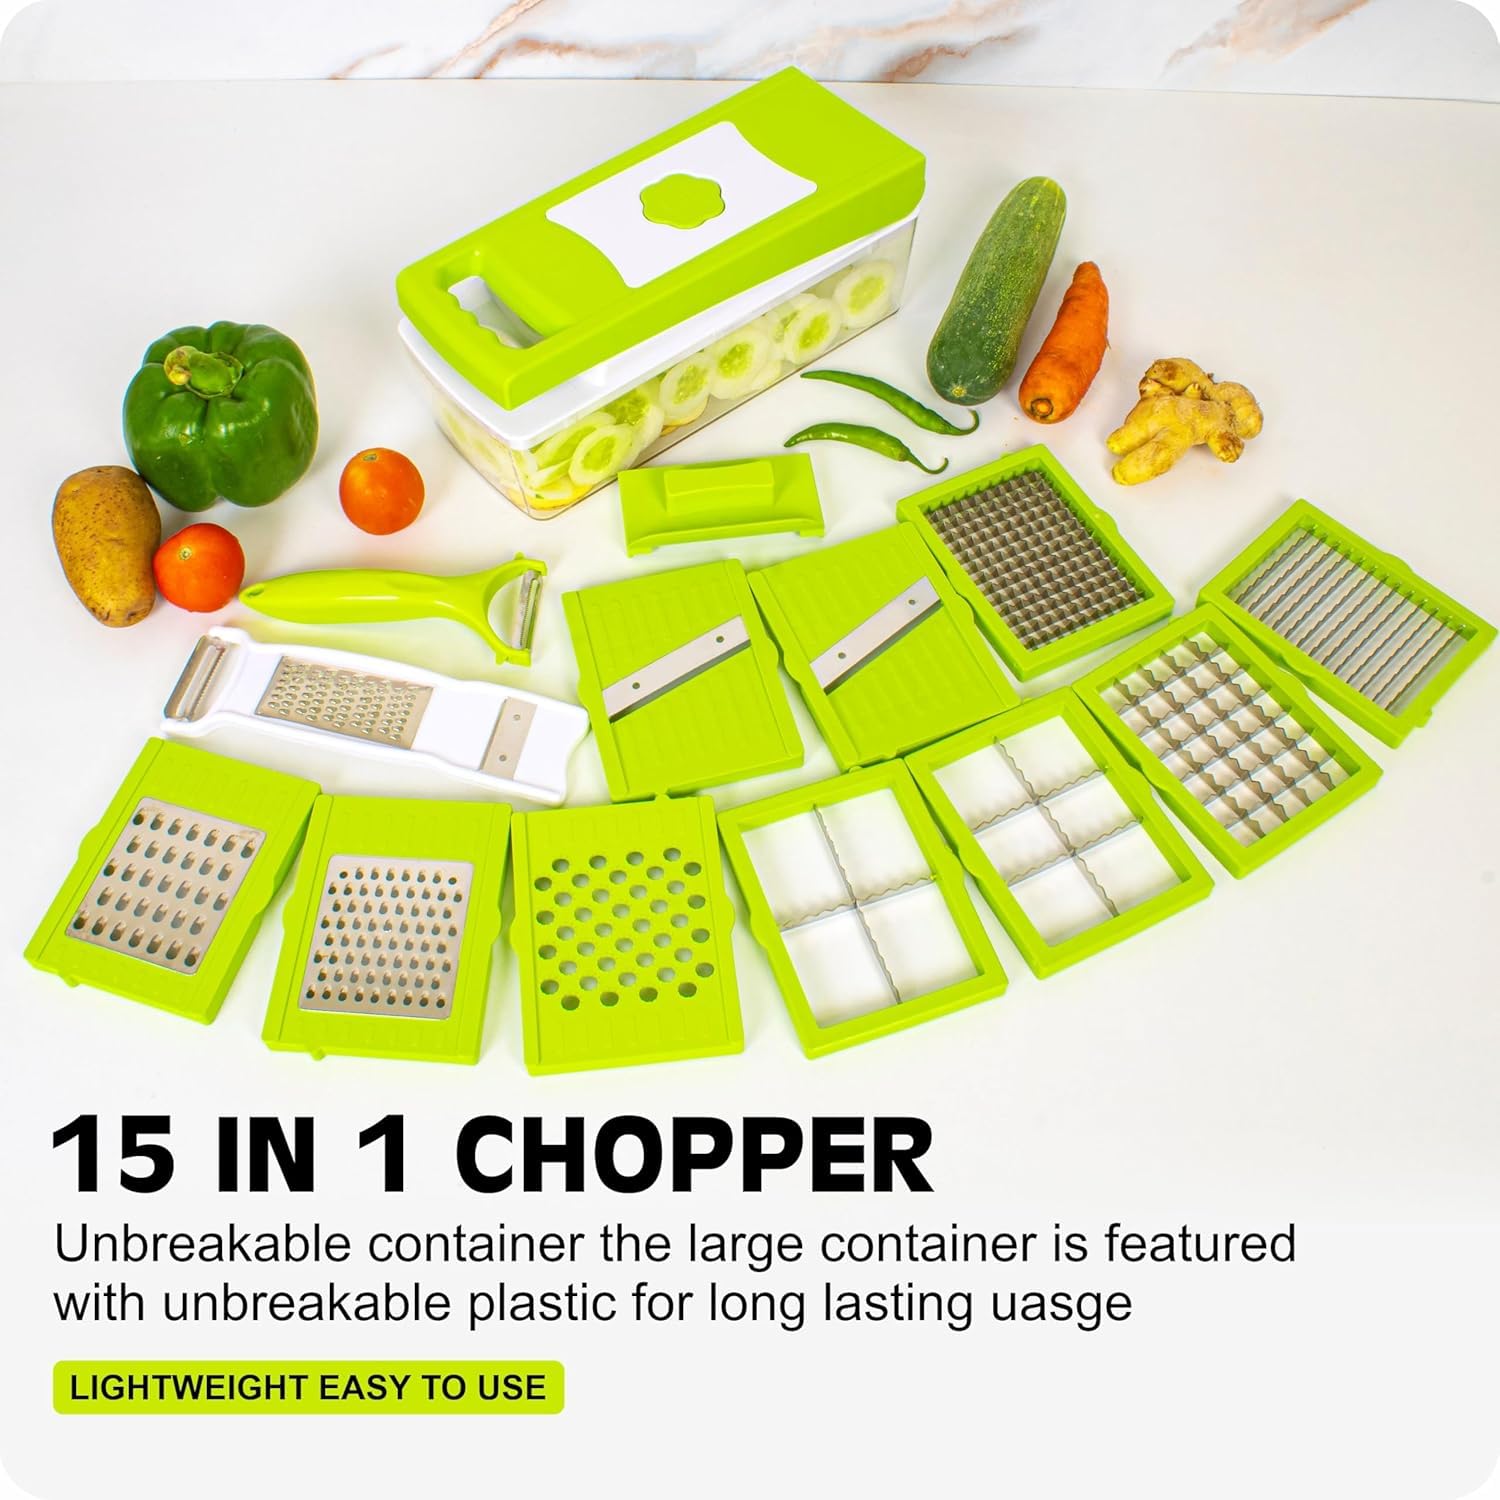 15 IN 1 CHOPPER
Unbreakable container the large container is featured
with unbreakable plastic for long lasting uasge
LIGHTWEIGHT EASY TO USE